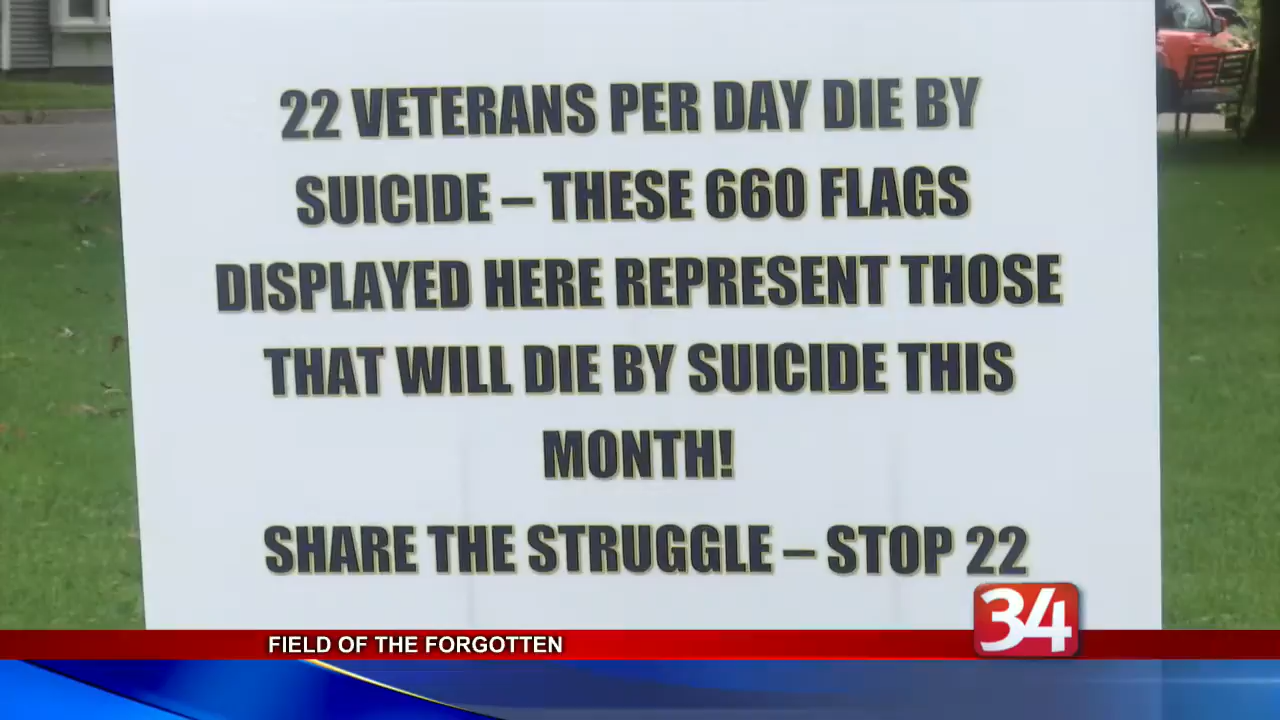 22 VETERANS PER DAY DIE BY
SUICIDE – THESE 660 FLAGS
DISPLAYED HERE REPRESENT THOSE
THAT WILL DIE BY SUICIDE THIS
MONTH!
SHARE THE STRUGGLE – STOP 22
34
FIELD OF THE FORGOTTEN